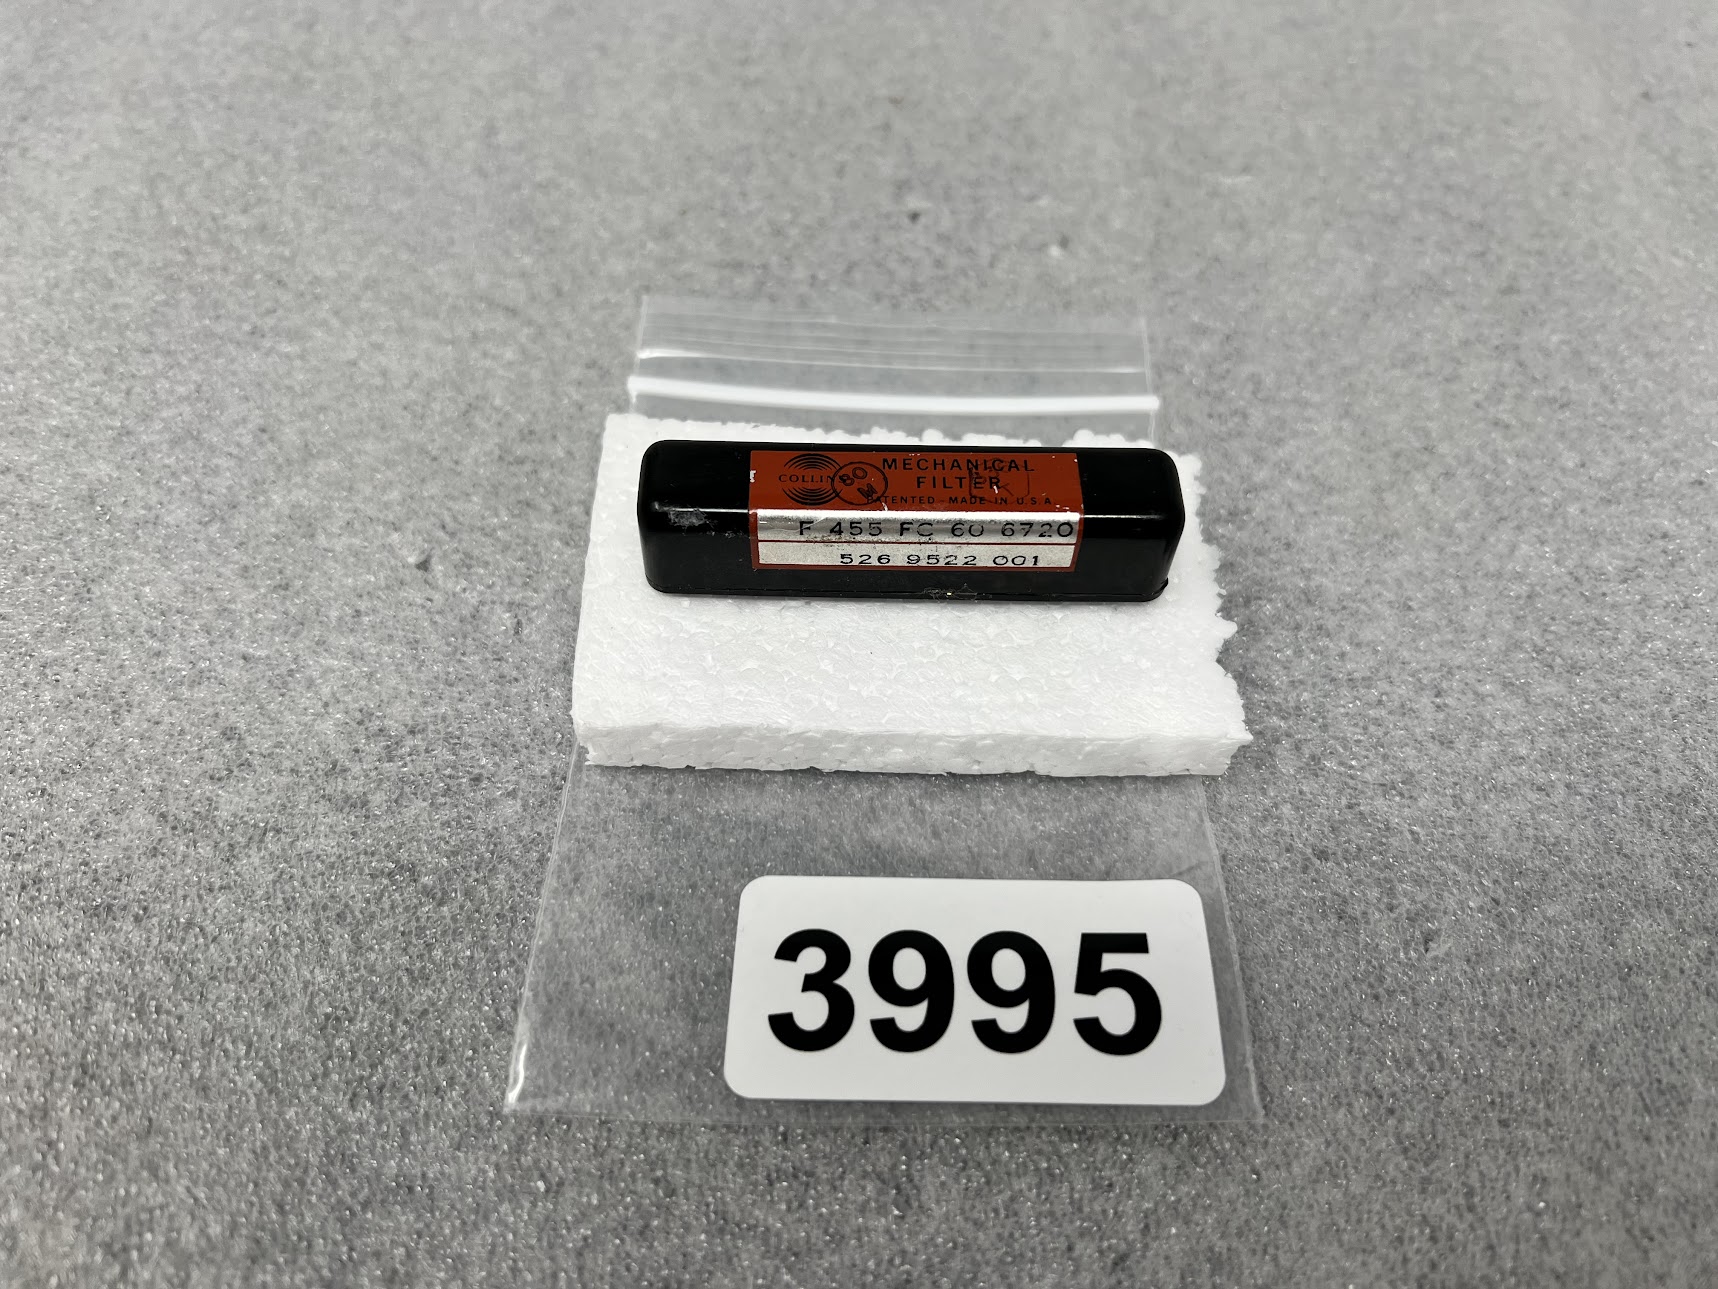 COLLINS
80
M
MECHANICAL
FILTER
PATENTED - MADE IN U.S.A.
F 455 FC 60 6720
526 9522 001
3995